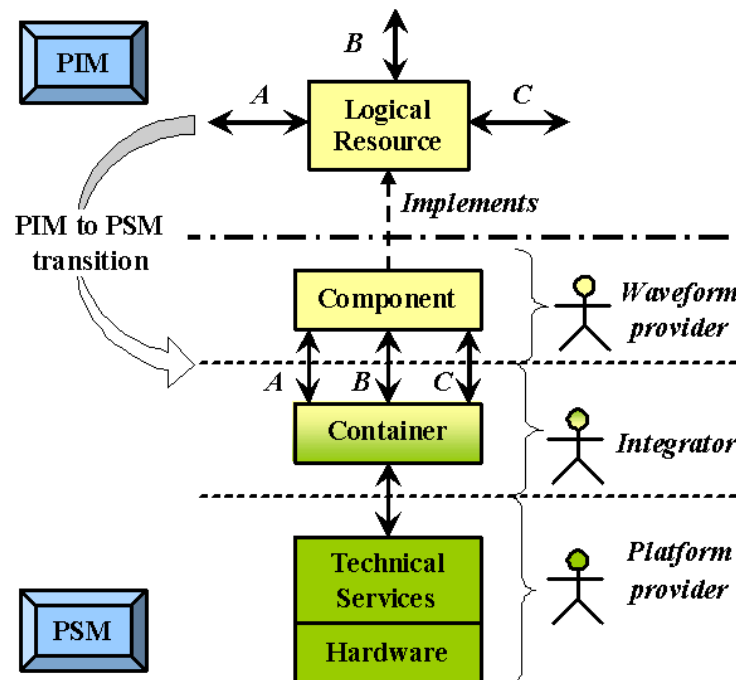 PIM
B
A
C
Logical
Resource
Implements
PIM to PSM
transition
Component
Waveform
provider
A
B
C
Container
Integrator
Technical
Services
Platform
provider
PSM
Hardware